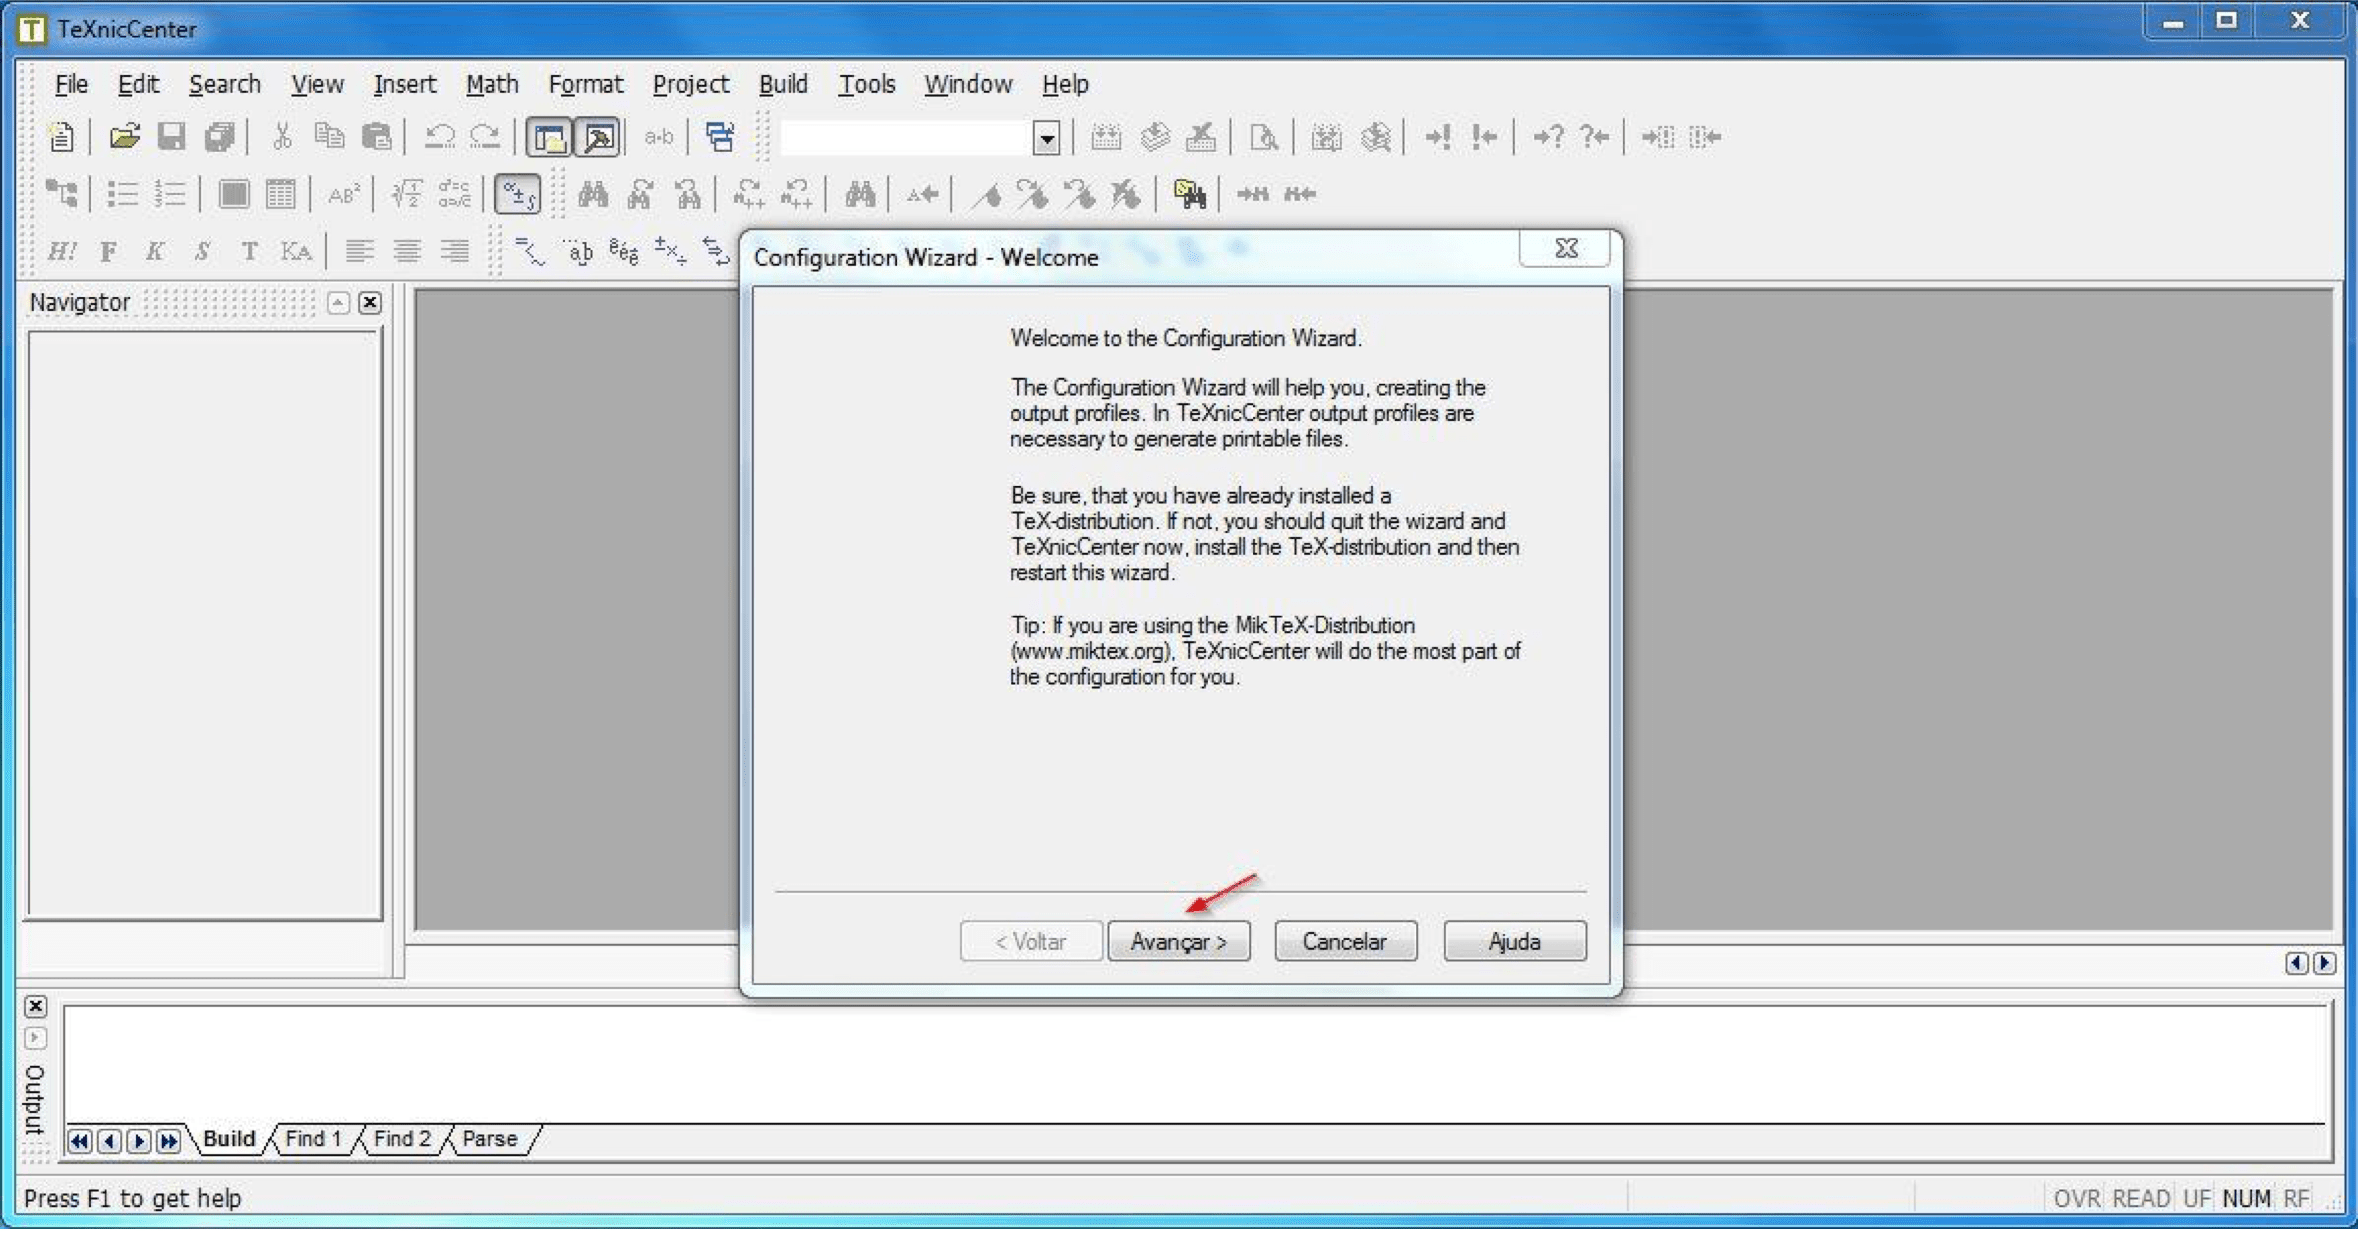 TeXnicCenter
File Edit Search View Insert Math Format Project Build Tools Window Help
a-b
AB²
H! F K S T KA
Configuration Wizard - Welcome
Navigator
Welcome to the Configuration Wizard.
The Configuration Wizard will help you, creating the
output profiles. In TeXnicCenter output profiles are
necessary to generate printable files.
Be sure, that you have already installed a
TeX-distribution. If not, you should quit the wizard and
TeXnicCenter now, install the TeX-distribution and then
restart this wizard.
Tip: If you are using the MikTeX-Distribution
(www.miktex.org), TeXnicCenter will do the most part of
the configuration for you.
< Voltar Avançar > Cancelar Ajuda
Output
Build Find 1 Find 2 Parse
Press F1 to get help
OVR READ UF NUM RF